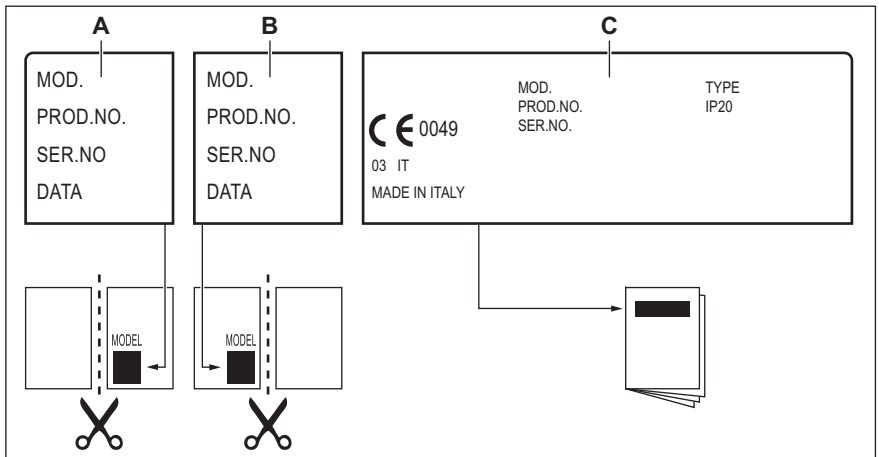 A
B
C
MOD.
PROD.NO.
SER.NO
DATA
MOD.
PROD.NO.
SER.NO
DATA
MOD.
PROD.NO.
SER.NO.
TYPE
IP20
CE 0049
03 IT
MADE IN ITALY
MODEL
MODEL